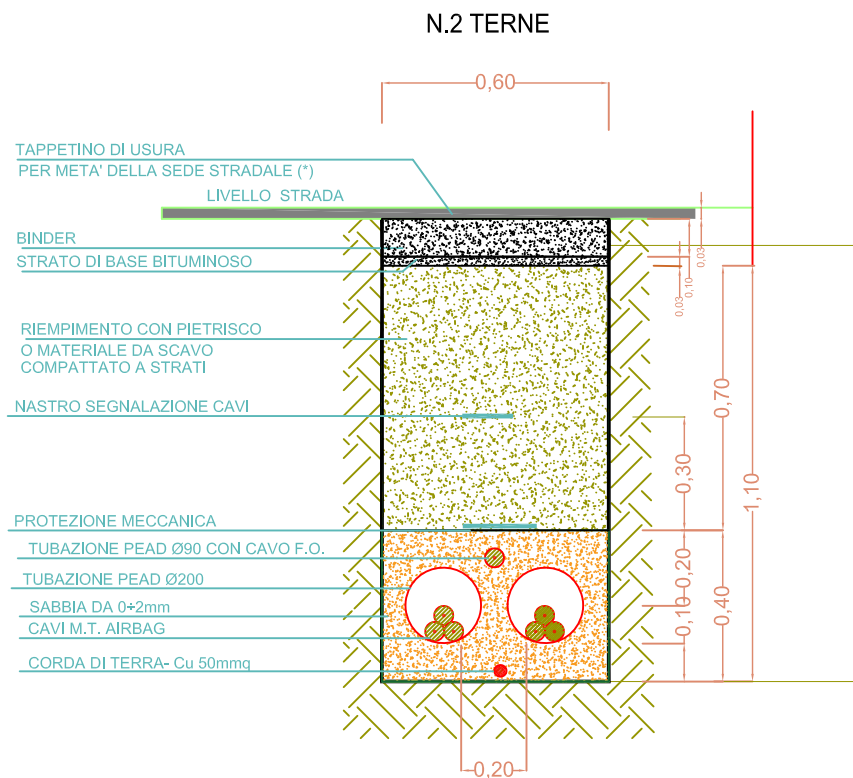 N.2 TERNE
0,60
TAPPETINO DI USURA
PER META' DELLA SEDE STRADALE (*)
LIVELLO STRADA
BINDER
STRATO DI BASE BITUMINOSO
0,03
0,10
0,03
RIEMPIMENTO CON PIETRISCO
O MATERIALE DA SCAVO
COMPATTATO A STRATI
NASTRO SEGNALAZIONE CAVI
0,70
0,30
1,10
PROTEZIONE MECCANICA
TUBAZIONE PEAD Ø90 CON CAVO F.O.
TUBAZIONE PEAD Ø200
SABBIA DA 0÷2mm
CAVI M.T. AIRBAG
CORDA DI TERRA- Cu 50mmq
0,20
0,10
0,40
0,20